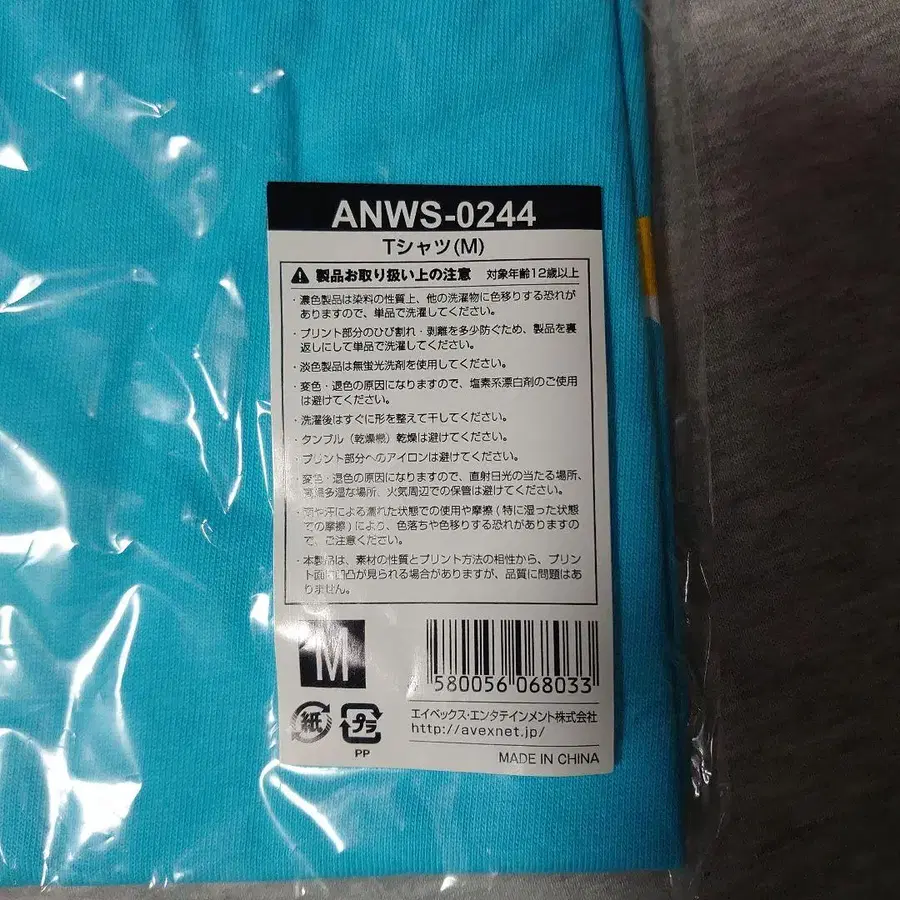 ANWS-0244
Tシャツ(M)
製品お取り扱い上の注意 対象年齢12歳以上
・濃色製品は染料の性質上、他の洗濯物に色移りする恐れが
ありますので、単品で洗濯してください。
・プリント部分のひび割れ・剥離を多少防ぐため、製品を裏
返しにして単品で洗濯してください。
・淡色製品は無蛍光洗剤を使用してください。
・変色・退色の原因になりますので、塩素系漂白剤のご使用
は避けてください。
・洗濯後はすぐに形を整えて干してください。
・タンブル（乾燥機）乾燥は避けてください。
・プリント部分へのアイロンは避けてください。
・変色・退色の原因になりますので、直射日光の当たる場所、
高温多湿な場所、火気周辺での保管は避けてください。
・雨や汗による濡れた状態での使用や摩擦(特に湿った状態
での摩擦)により、色落ちや色移りする恐れがありますの
で、ご注意ください。
・本製品は、素材の性質とプリント方法の相性から、プリント
面に凹凸が見られる場合がありますが、品質に問題はあ
りません。
M
580056 068033
紙 プラ
PP
エイベックス・エンタテインメント株式会社
http://avexnet.jp/
MADE IN CHINA